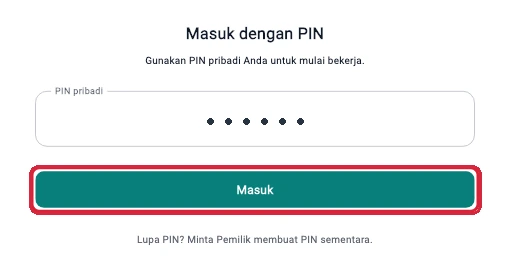 Masuk dengan PIN
Gunakan PIN pribadi Anda untuk mulai bekerja.
PIN pribadi
••••••
Masuk
Lupa PIN? Minta Pemilik membuat PIN sementara.